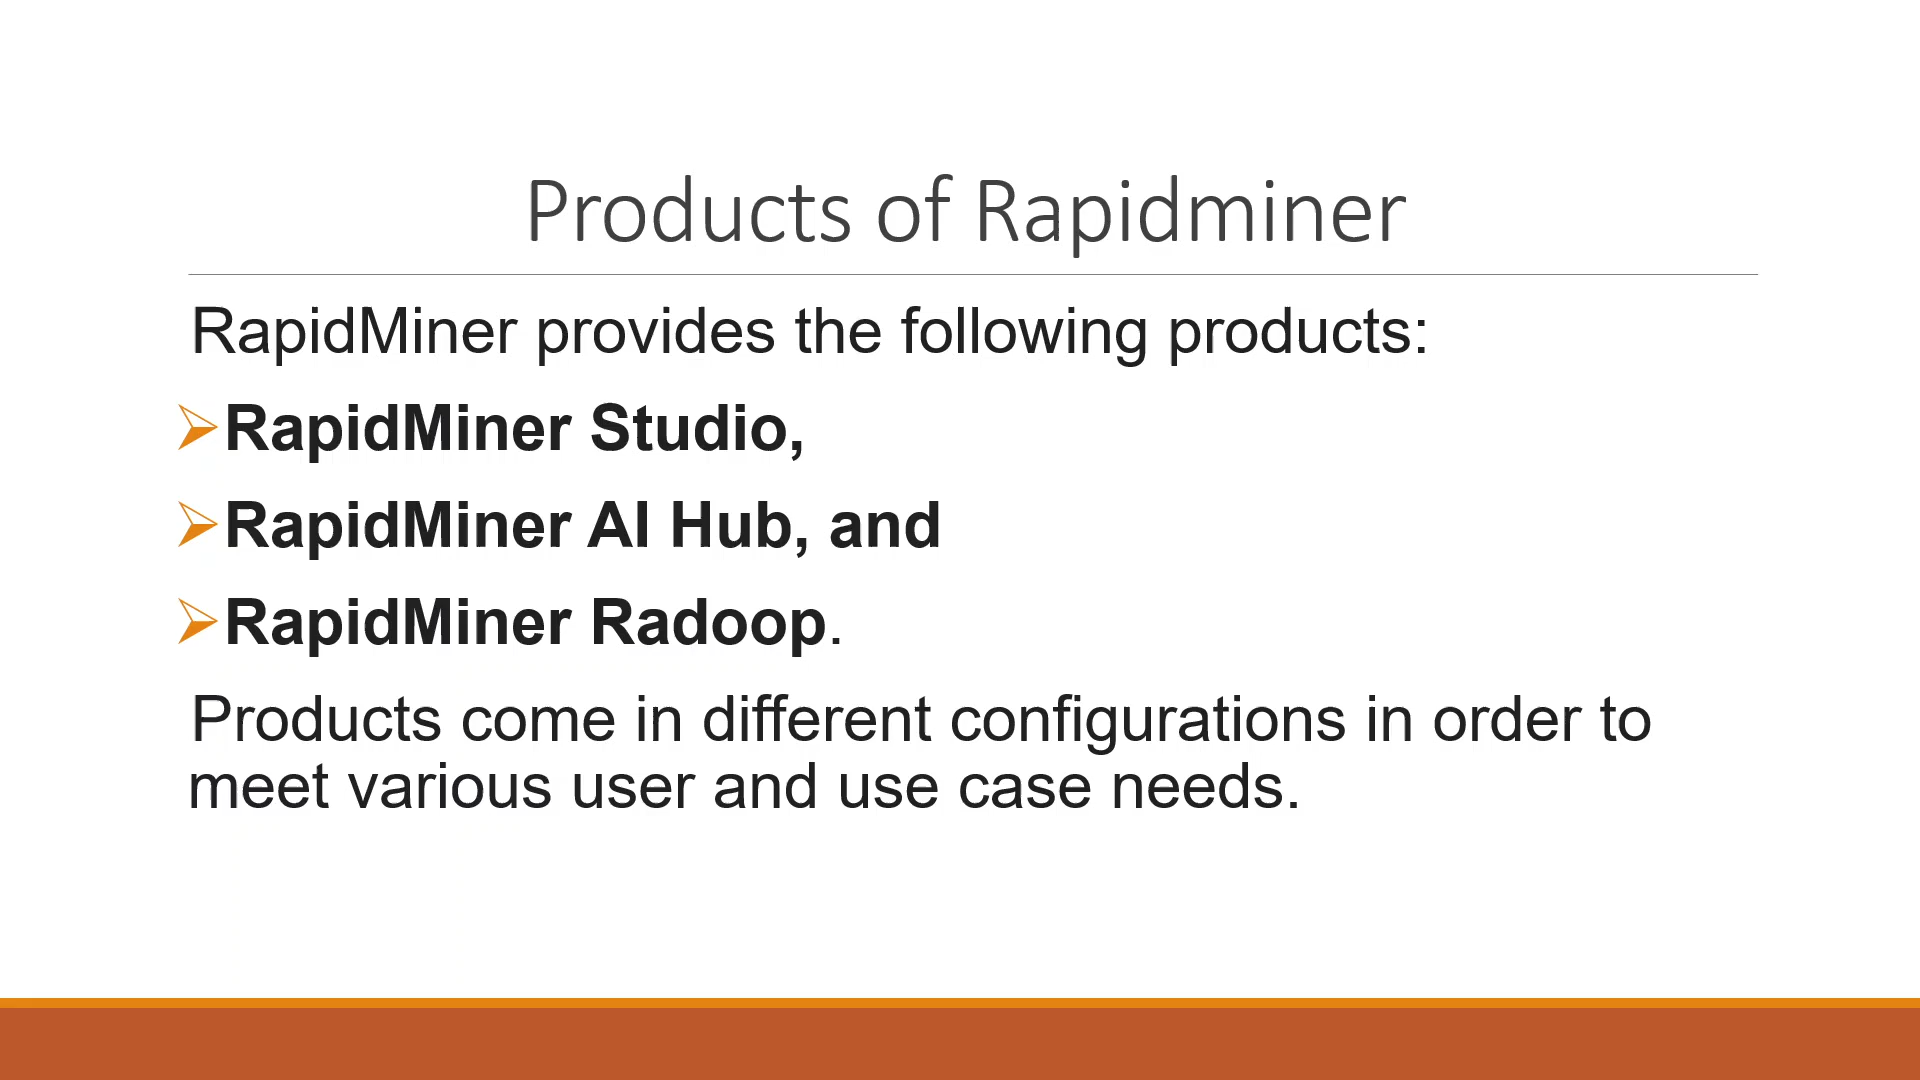 Products of Rapidminer
RapidMiner provides the following products:
RapidMiner Studio,
RapidMiner AI Hub, and
RapidMiner Radoop.
Products come in different configurations in order to
meet various user and use case needs.